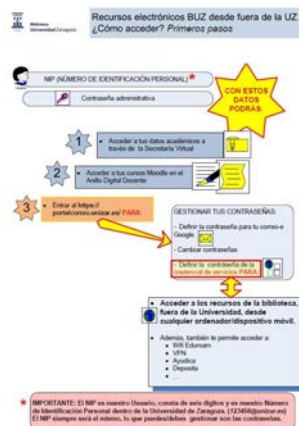 Biblioteca
Universidad Zaragoza
Recursos electrónicos BUZ desde fuera de la UZ
¿Cómo acceder? Primeros pasos
NIP (NÚMERO DE IDENTIFICACIÓN PERSONAL) *
Contraseña administrativa
CON ESTOS
DATOS
PODRÁS:
1
Acceder a tus datos académicos a
través de la Secretaría Virtual
2
Acceder a tus cursos Moodle en el
Anillo Digital Docente
3
Entrar al https://
portalcorreo.unizar.es/ PARA:
GESTIONAR TUS CONTRASEÑAS:
- Definir la contraseña para tu correo-e
Google
- Cambiar contraseñas
- Definir la contraseña de la
credencial de servicios PARA:
• Acceder a los recursos de la biblioteca,
fuera de la Universidad, desde
cualquier ordenador/dispositivo móvil.
• Además, también te permite acceder a:
• Wifi Eduroam
• VPN
• Ayudica
• Deposita
* IMPORTANTE: El NIP es nuestro Usuario, consta de seis dígitos y es nuestro Número
de Identificación Personal dentro de la Universidad de Zaragoza. (123456@unizar.es)
El NIP siempre será el mismo, lo que puedes/debes gestionar son las contraseñas.